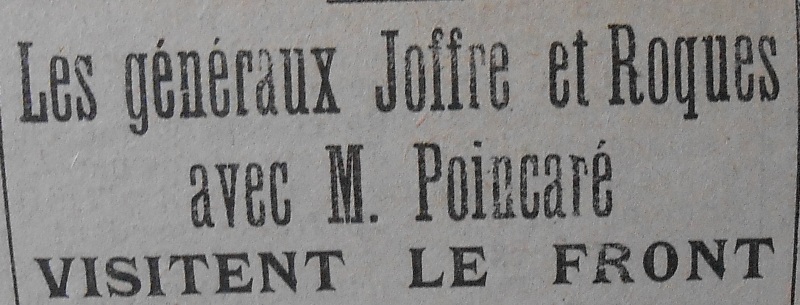 Les généraux Joffre et Roques
avec M. Poincaré
VISITENT LE FRONT